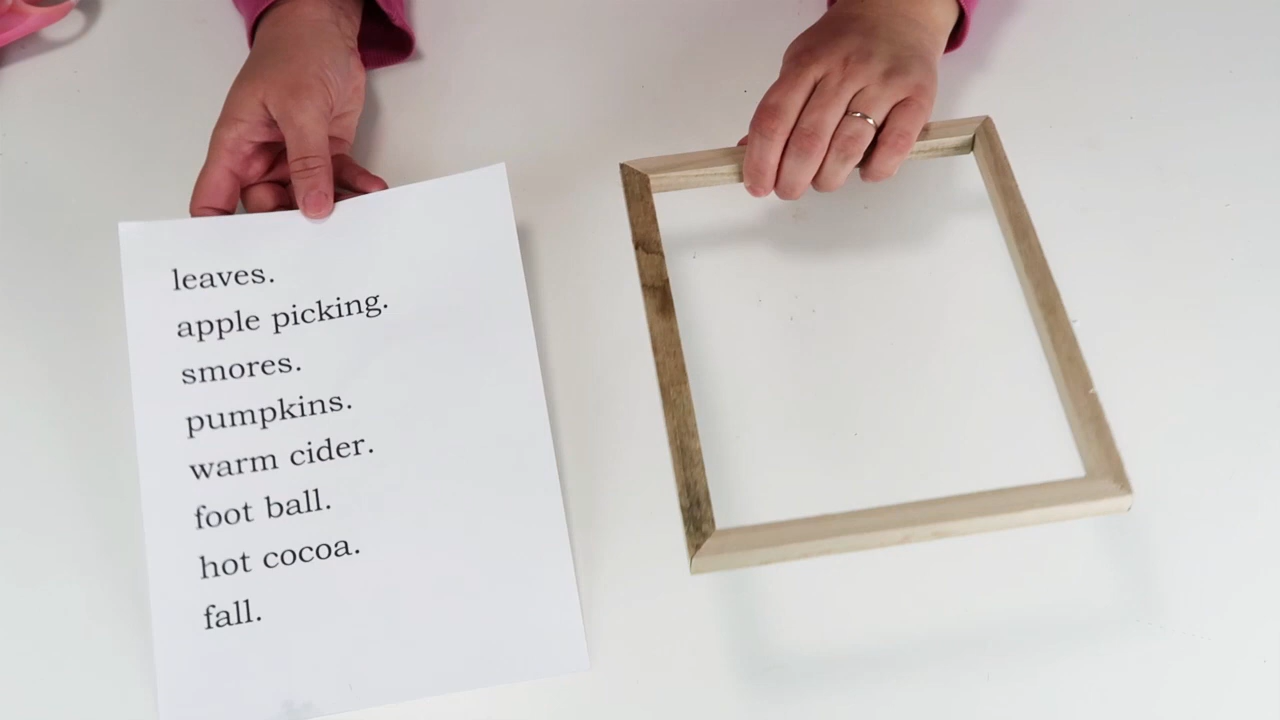 leaves.
apple picking.
smores.
pumpkins.
warm cider.
foot ball.
hot cocoa.
fall.